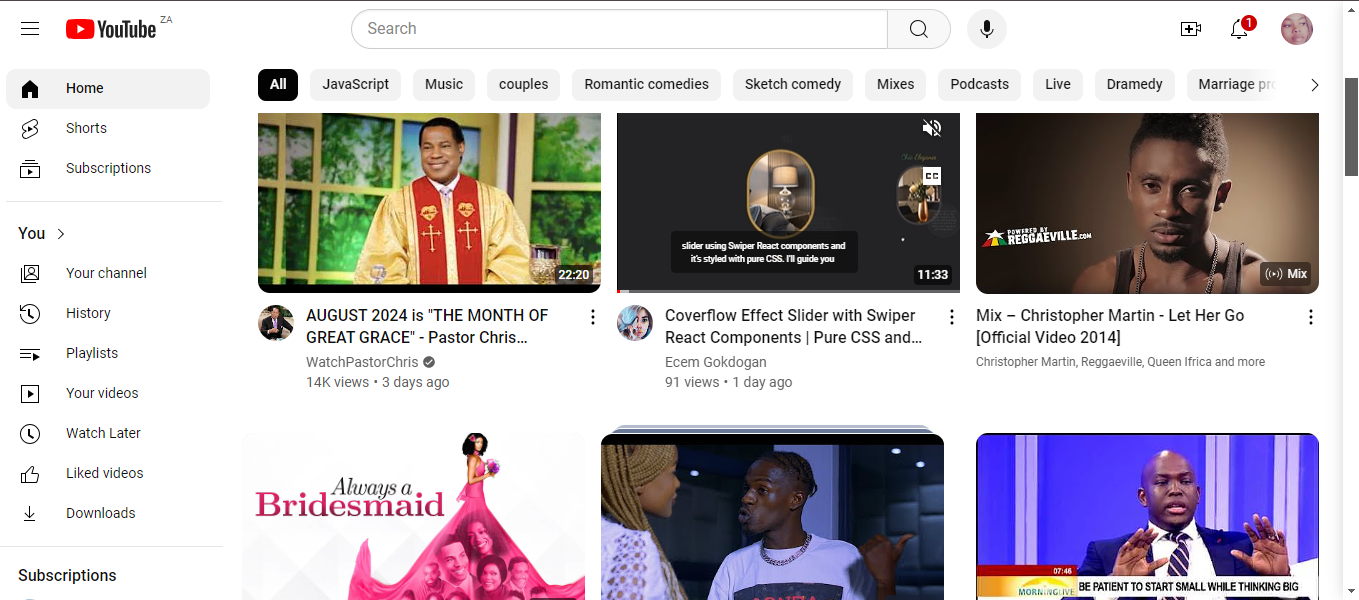 YouTube ZA
Search
1
Home
Shorts
Subscriptions
You
Your channel
History
Playlists
Your videos
Watch Later
Liked videos
Downloads
Subscriptions
All
JavaScript
Music
couples
Romantic comedies
Sketch comedy
Mixes
Podcasts
Live
Dramedy
Marriage
22:20
AUGUST 2024 is "THE MONTH OF
GREAT GRACE" - Pastor Chris...
WatchPastorChris
14K views • 3 days ago
Chic Elegance
CC
slider using Swiper React components and
it's styled with pure CSS. I'll guide you
11:33
Coverflow Effect Slider with Swiper
React Components | Pure CSS and...
Ecem Gokdogan
91 views • 1 day ago
POWERED BY
REGGAEVILLE.COM
Mix
Mix – Christopher Martin - Let Her Go
[Official Video 2014]
Christopher Martin, Reggaeville, Queen Ifrica and more
Always a
Bridesmaid
07:46
MORNINGLIVE
BE PATIENT TO START SMALL WHILE THINKING BIG